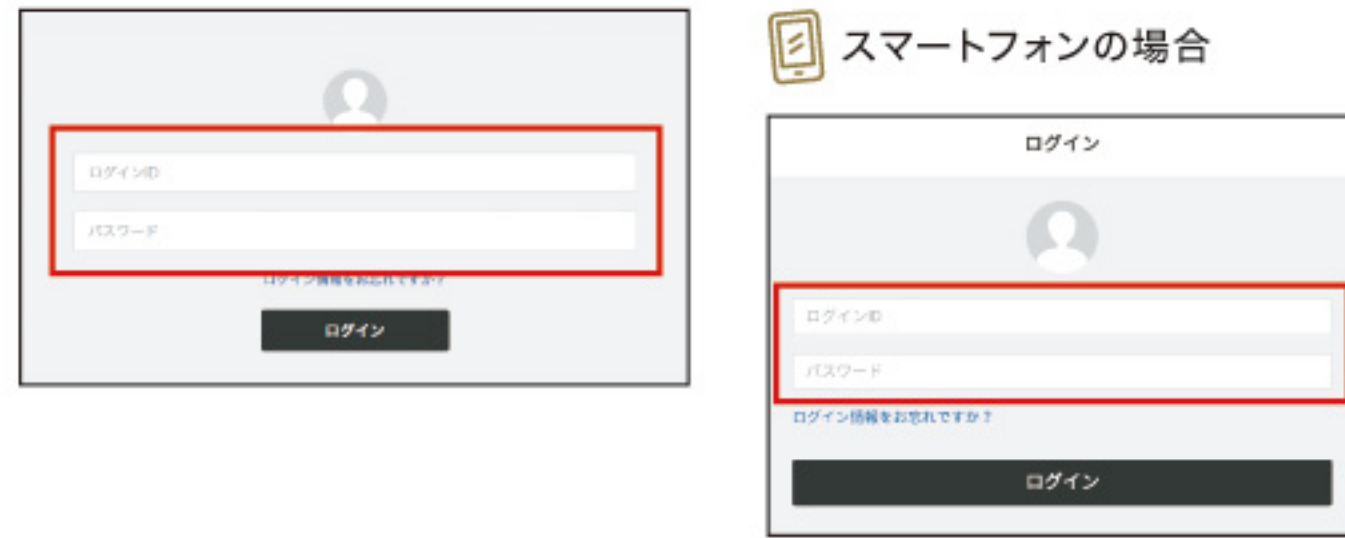 ログインID
パスワード
ログイン情報をお忘れですか？
ログイン
スマートフォンの場合
ログイン
ログインID
パスワード
ログイン情報をお忘れですか？
ログイン